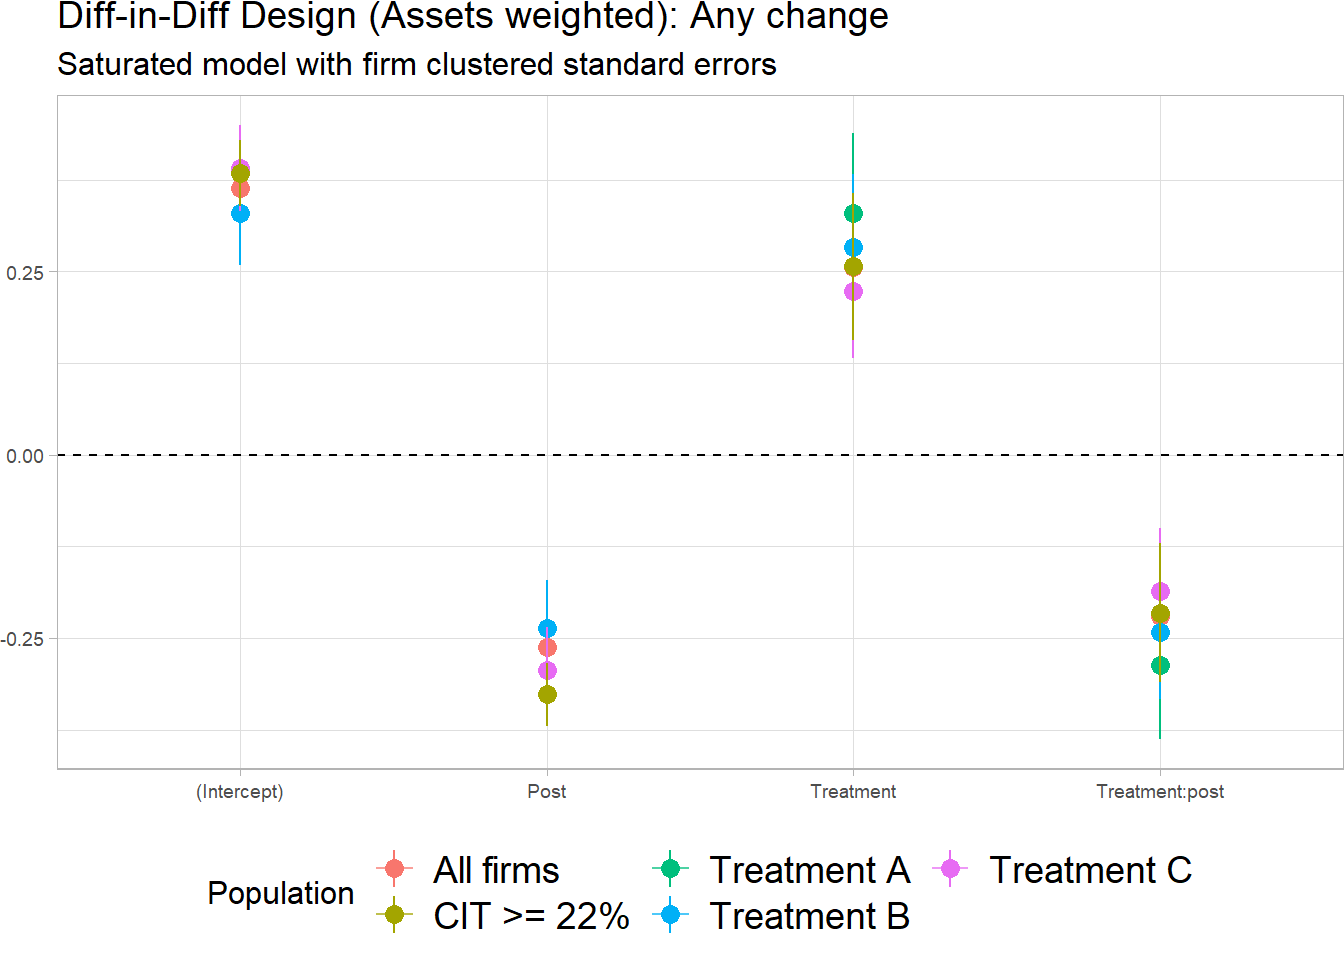 Diff-in-Diff Design (Assets weighted): Any change
Saturated model with firm clustered standard errors
0.25
0.00
-0.25
(Intercept) Post Treatment Treatment:post
Population
All firms Treatment A Treatment C
CIT >= 22% Treatment B